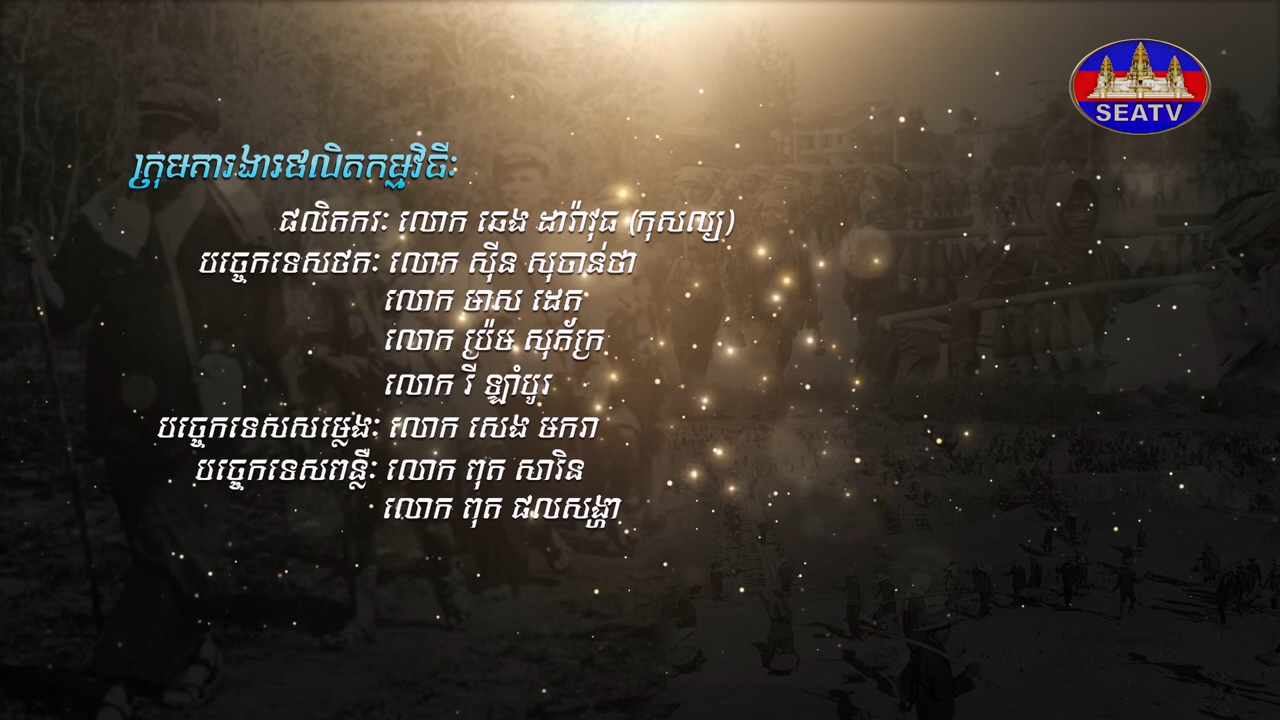 SEATV
ក្រុមការងារផលិតកម្មវិធីៈ
ផលិតករៈ លោក ឆេង ដារ៉ាវុធ (កុសល្យ)
បច្ចេកទេសថតៈ លោក ស៊ីន សុចាន់ថា
លោក មាស ដេត
លោក ប៉្រម សុភ័ក្រ
លោក រី ឡាំបូរ
បច្ចេកទេសសម្លេងៈ លោក សេង មករា
បច្ចេកទេសពន្លឺៈ លោក ពុត សារិន
លោក ពុត ផលសង្ហា